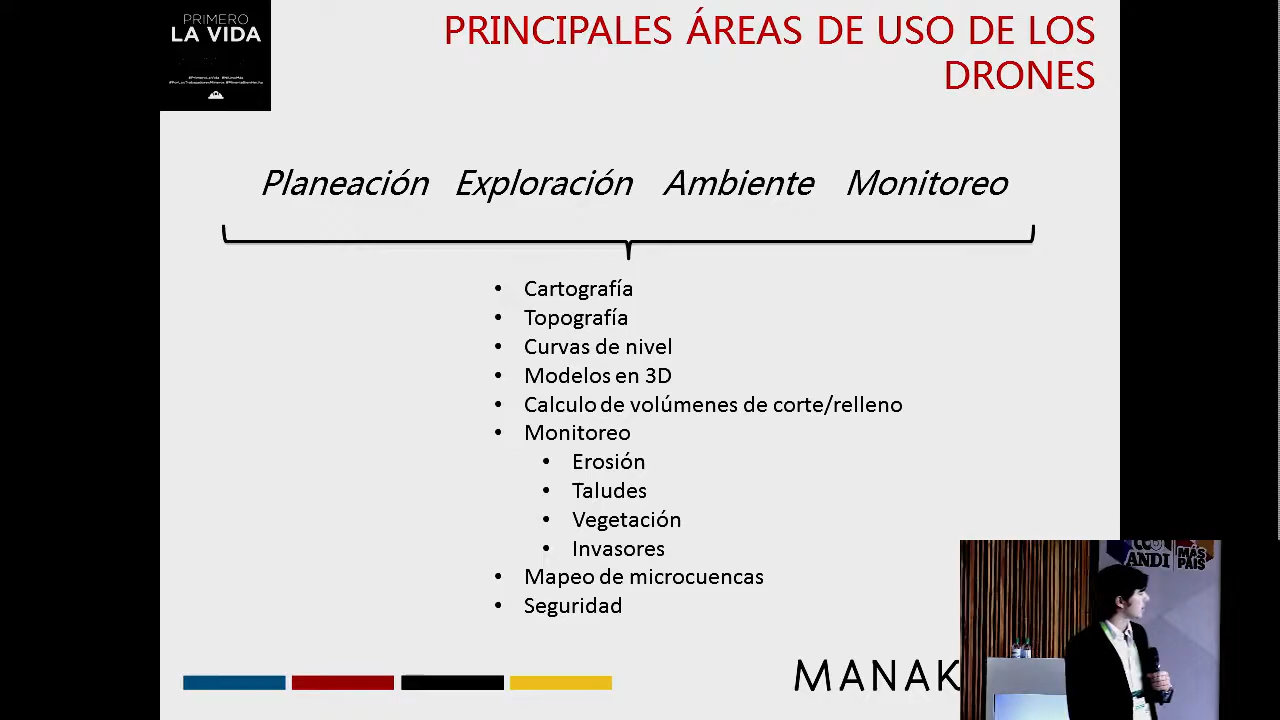 PRIMERO
LA VIDA
PRINCIPALES ÁREAS DE USO DE LOS
DRONES
Planeación Exploración Ambiente Monitoreo
• Cartografía
• Topografía
• Curvas de nivel
• Modelos en 3D
• Calculo de volúmenes de corte/relleno
• Monitoreo
• Erosión
• Taludes
• Vegetación
• Invasores
• Mapeo de microcuencas
• Seguridad
MANAK
ANDI
MÁS
PAÍS